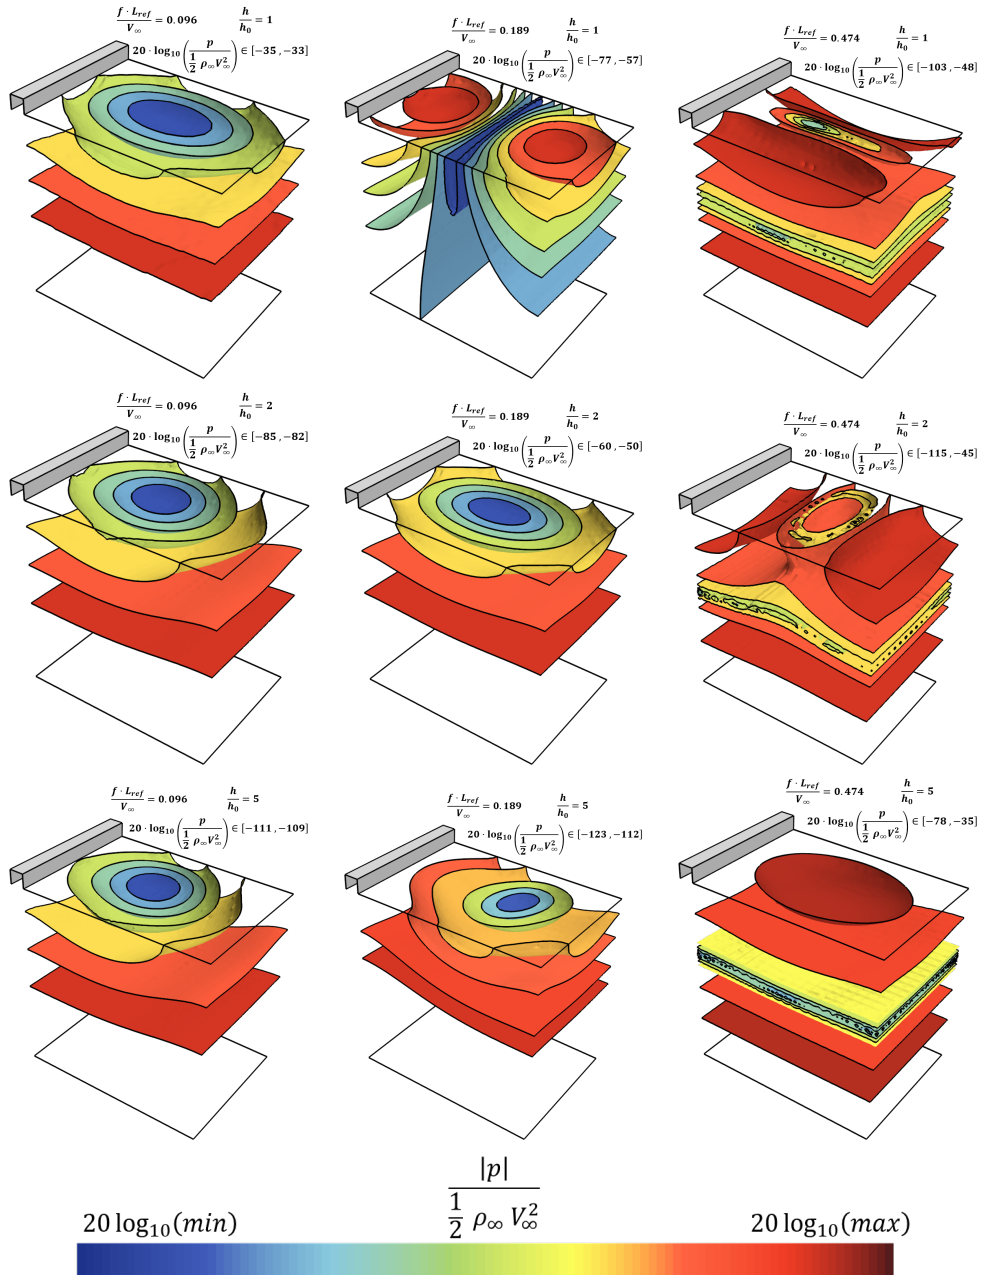 f · L_ref / V_∞ = 0.096 h / h_0 = 1
20 · log_10 ( p / 1/2 ρ_∞ V_∞^2 ) ∈ [−35 , −33]
f · L_ref / V_∞ = 0.189 h / h_0 = 1
20 · log_10 ( p / 1/2 ρ_∞ V_∞^2 ) ∈ [−77 , −57]
f · L_ref / V_∞ = 0.474 h / h_0 = 1
20 · log_10 ( p / 1/2 ρ_∞ V_∞^2 ) ∈ [−103 , −48]
f · L_ref / V_∞ = 0.096 h / h_0 = 2
20 · log_10 ( p / 1/2 ρ_∞ V_∞^2 ) ∈ [−85 , −82]
f · L_ref / V_∞ = 0.189 h / h_0 = 2
20 · log_10 ( p / 1/2 ρ_∞ V_∞^2 ) ∈ [−60 , −50]
f · L_ref / V_∞ = 0.474 h / h_0 = 2
20 · log_10 ( p / 1/2 ρ_∞ V_∞^2 ) ∈ [−115 , −45]
f · L_ref / V_∞ = 0.096 h / h_0 = 5
20 · log_10 ( p / 1/2 ρ_∞ V_∞^2 ) ∈ [−111 , −109]
f · L_ref / V_∞ = 0.189 h / h_0 = 5
20 · log_10 ( p / 1/2 ρ_∞ V_∞^2 ) ∈ [−123 , −112]
f · L_ref / V_∞ = 0.474 h / h_0 = 5
20 · log_10 ( p / 1/2 ρ_∞ V_∞^2 ) ∈ [−78 , −35]
|p| / 1/2 ρ_∞ V_∞^2
20 log_10(min) 20 log_10(max)